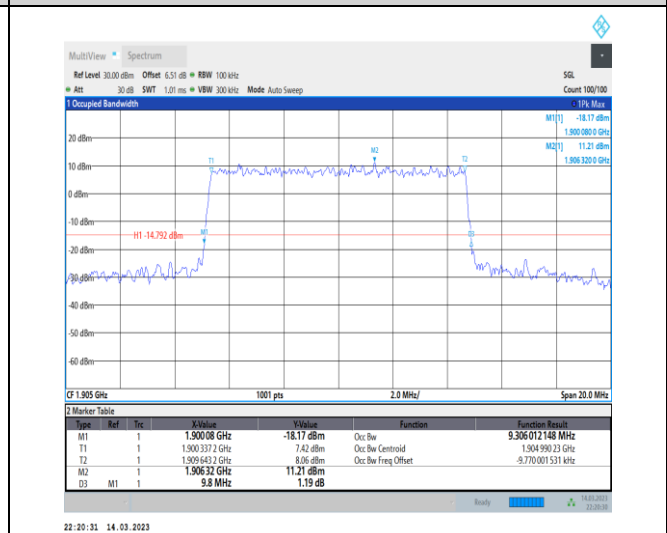 MultiView Spectrum
Ref Level 30.00 dBm Offset 6.51 dB RBW 100 kHz SGL
Att 30 dB SWT 1.01 ms VBW 300 kHz Mode Auto Sweep Count 100/100
1 Occupied Bandwidth 1Pk Max
M1[1] -18.17 dBm
1.900 080 0 GHz
M2[1] 11.21 dBm
1.906 320 0 GHz
20 dBm
M2
T1 T2
10 dBm
0 dBm
-10 dBm
H1 -14.792 dBm M1 D3
-20 dBm
-30 dBm
-40 dBm
-50 dBm
-60 dBm
CF 1.905 GHz 1001 pts 2.0 MHz/ Span 20.0 MHz
2 Marker Table
Type Ref Trc X-Value Y-Value Function Function Result
M1 1 1.90008 GHz -18.17 dBm Occ Bw 9.306 012 148 MHz
T1 1 1.900 337 2 GHz 7.42 dBm Occ Bw Centroid 1.904 990 23 GHz
T2 1 1.909 643 2 GHz 8.06 dBm Occ Bw Freq Offset -9.770 001 531 kHz
M2 1 1.90632 GHz 11.21 dBm
D3 M1 1 9.8 MHz 1.19 dB
Ready
22:20:31 14.03.2023